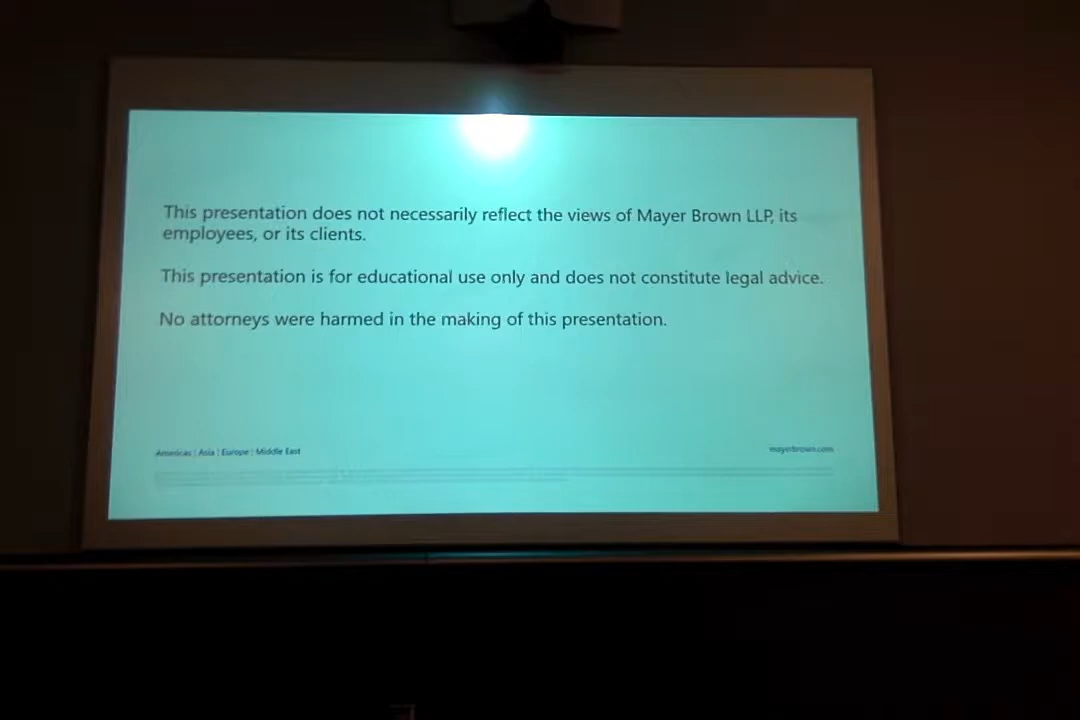 This presentation does not necessarily reflect the views of Mayer Brown LLP, its
employees, or its clients.
This presentation is for educational use only and does not constitute legal advice.
No attorneys were harmed in the making of this presentation.
Americas | Asia | Europe | Middle East
mayerbrown.com